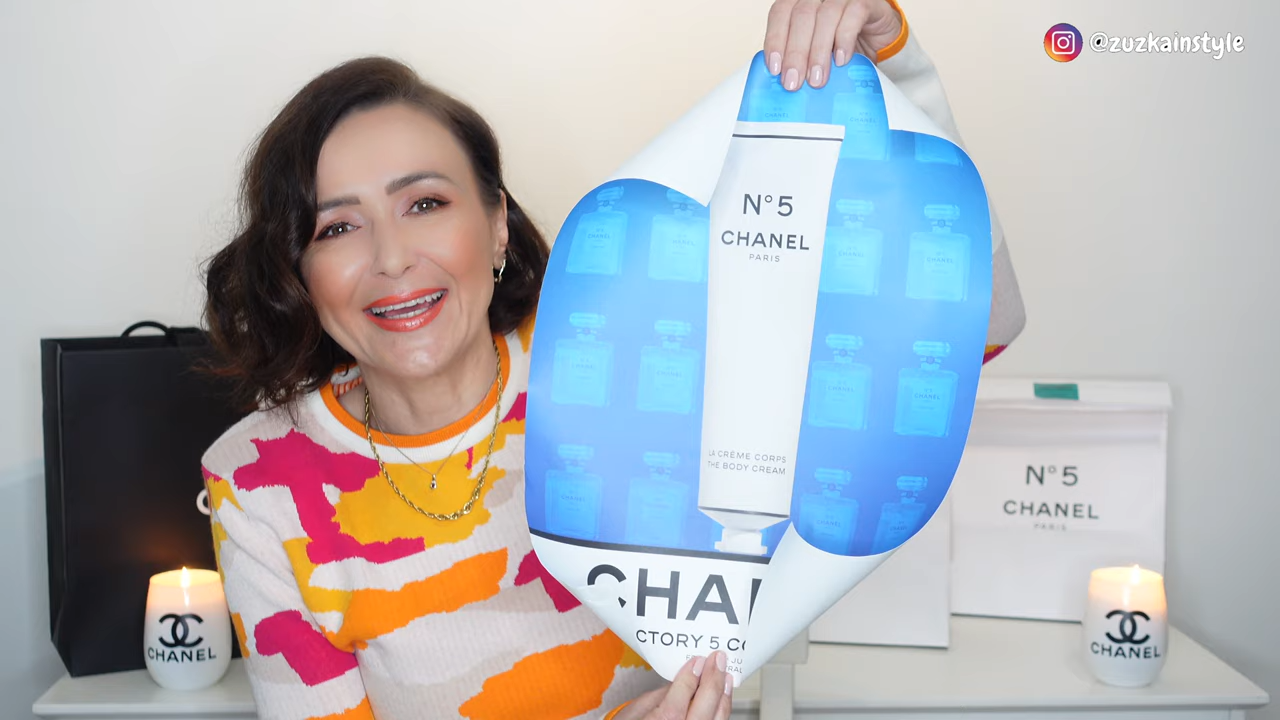 @zuzkainstyle
N°5
CHANEL
PARIS
LA CRÈME CORPS
THE BODY CREAM
CHA
CTORY 5 CO
N°5
CHANEL
PARIS
CHANEL
CHANEL